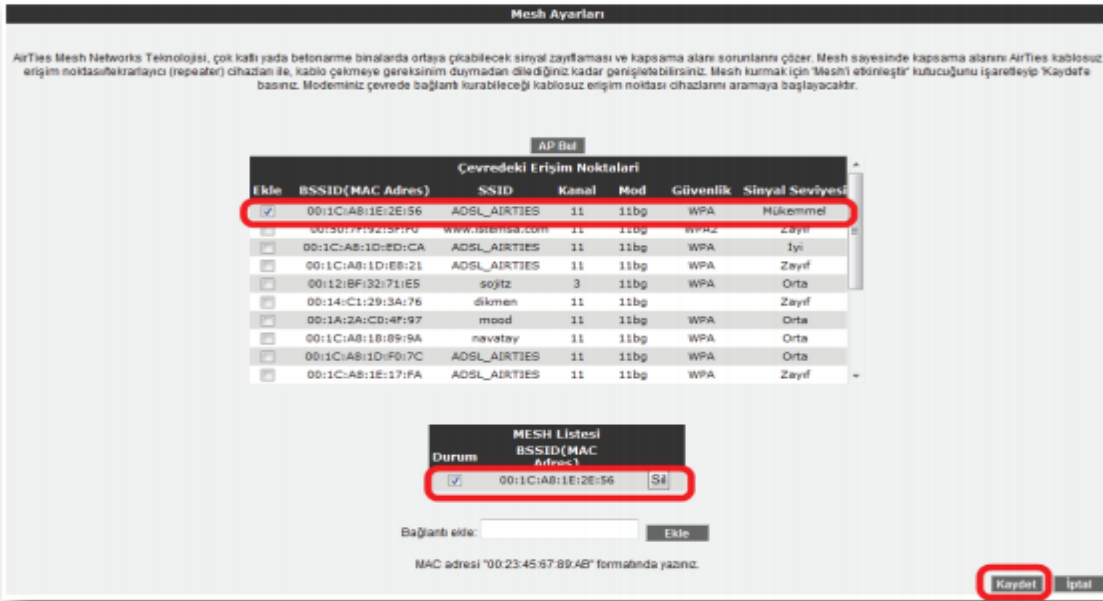 Mesh Ayarları
AirTies Mesh Networks Teknolojisi, çok katlı yada betonarme binalarda ortaya çıkabilecek sinyal zayıflaması ve kapsama alanı sorunlarını çözer. Mesh sayesinde kapsama alanını AirTies kablosuz
erişim noktası/tekrarlayıcı (repeater) cihazları ile, kablo çekmeye gereksinim duymadan dilediğiniz kadar genişletebilirsiniz. Mesh kurmak için 'Mesh'i etkinleştir' kutucuğunu işaretleyip 'Kaydet'e
basınız. Modeminiz çevrede bağlantı kurabileceği kablosuz erişim noktası cihazlarını aramaya başlayacaktır.
AP Bul
Çevredeki Erişim Noktalari
Ekle BSSID(MAC Adres) SSID Kanal Mod Güvenlik Sinyal Seviyesi
00:1C:A8:1E:2E:56 ADSL_AIRTIES 11 11bg WPA Mükemmel
00:50:7F:92:5F:F0 www.istemsa.com 11 11bg WPA2 Zayıf
00:1C:A8:1D:ED:CA ADSL_AIRTIES 11 11bg WPA İyi
00:1C:A8:1D:E8:21 ADSL_AIRTIES 11 11bg WPA Zayıf
00:12:BF:32:71:E5 sojitz 3 11bg WPA Orta
00:14:C1:29:3A:76 dikmen 11 11bg Zayıf
00:1A:2A:CD:4F:97 mood 11 11bg WPA Orta
00:1C:A8:18:89:9A navatay 11 11bg WPA Orta
00:1C:A8:1D:F0:7C ADSL_AIRTIES 11 11bg WPA Orta
00:1C:A8:1E:17:FA ADSL_AIRTIES 11 11bg WPA Zayıf
MESH Listesi
Durum BSSID(MAC
Adres)
00:1C:A8:1E:2E:56 Sil
Bağlantı ekle: Ekle
MAC adresi "00:23:45:67:89:AB" formatında yazınız.
Kaydet İptal